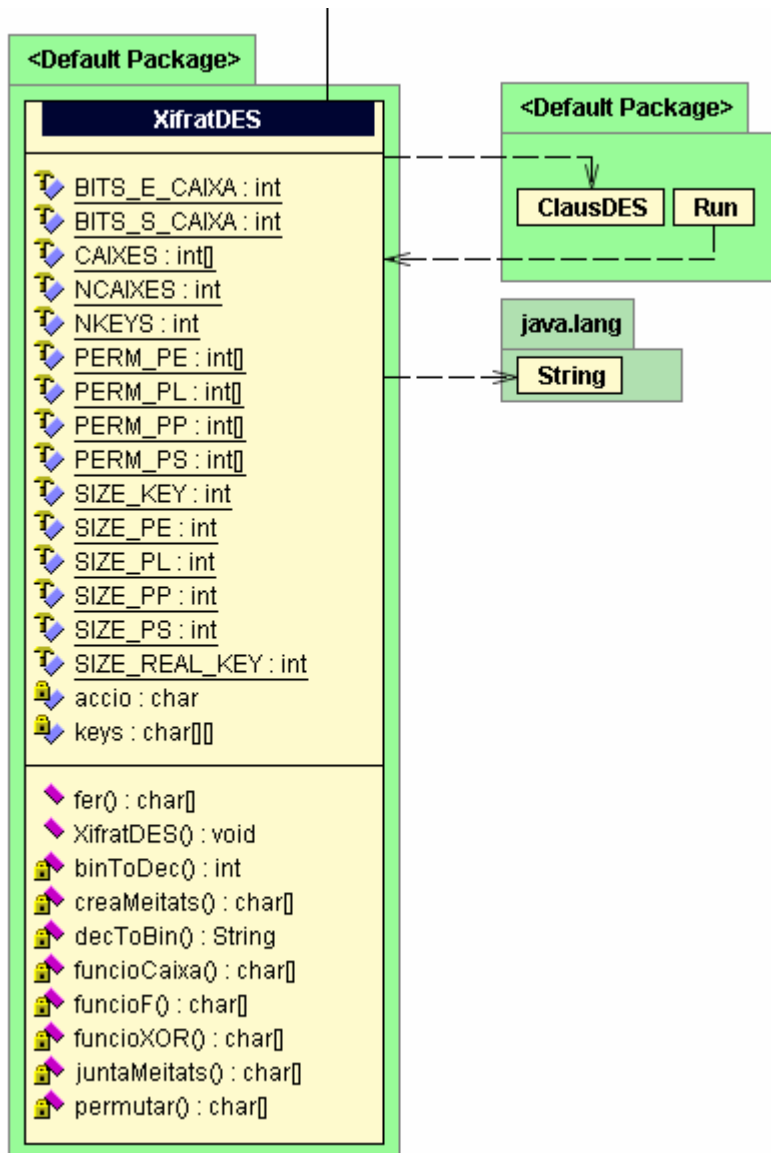 <Default Package>
XifratDES
BITS_E_CAIXA : int
BITS_S_CAIXA : int
CAIXES : int[]
NCAIXES : int
NKEYS : int
PERM_PE : int[]
PERM_PL : int[]
PERM_PP : int[]
PERM_PS : int[]
SIZE_KEY : int
SIZE_PE : int
SIZE_PL : int
SIZE_PP : int
SIZE_PS : int
SIZE_REAL_KEY : int
accio : char
keys : char[][]
fer() : char[]
XifratDES() : void
binToDec() : int
creaMeitats() : char[]
decToBin() : String
funcioCaixa() : char[]
funcioF() : char[]
funcioXOR() : char[]
juntaMeitats() : char[]
permutar() : char[]
<Default Package>
ClausDES Run
java.lang
String